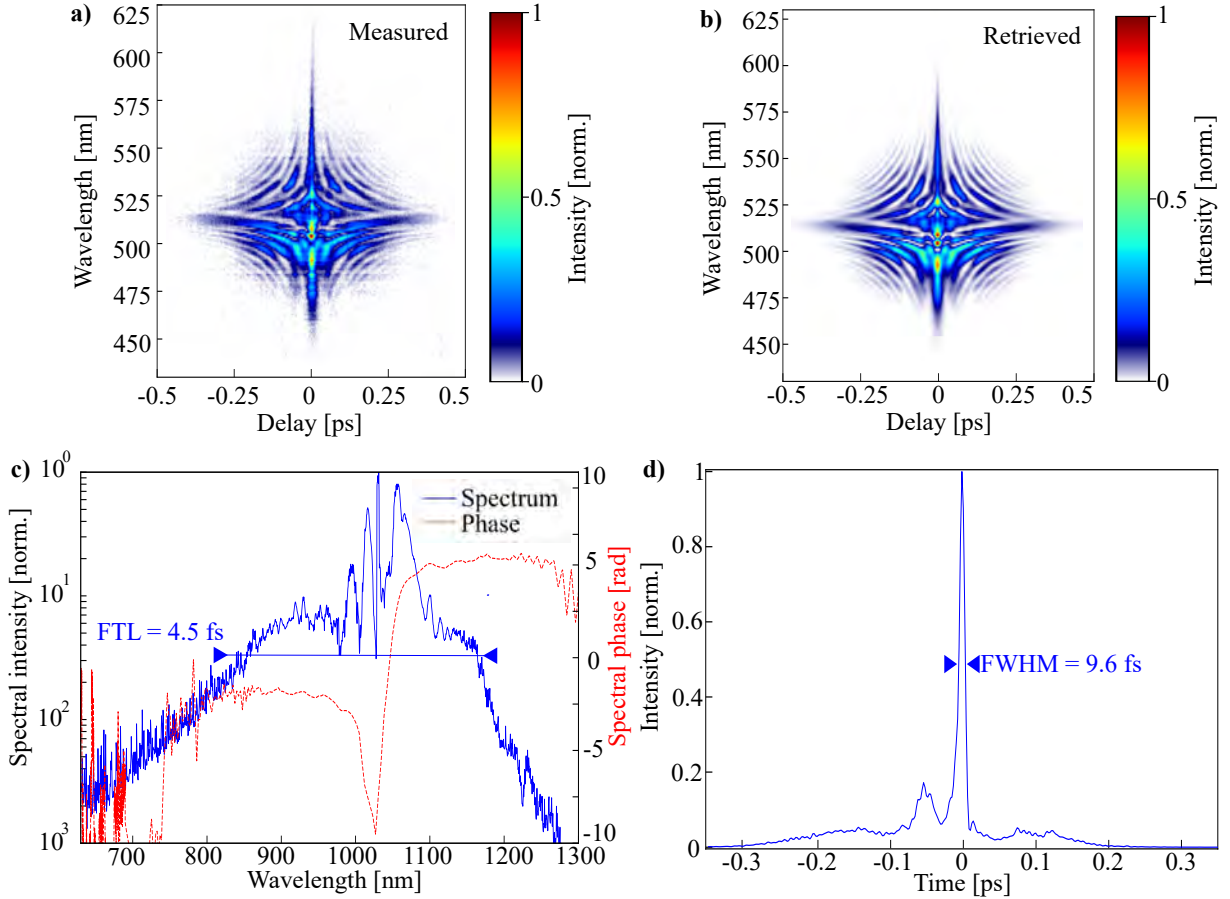 a)
Measured
Wavelength [nm]
625
600
575
550
525
500
475
450
-0.5
-0.25
0
0.25
0.5
Delay [ps]
1
0.5
0
Intensity [norm.]
b)
Retrieved
Wavelength [nm]
625
600
575
550
525
500
475
450
-0.5
-0.25
0
0.25
0.5
Delay [ps]
1
0.5
0
Intensity [norm.]
c)
Spectral intensity [norm.]
10^0
10^1
10^2
10^3
Spectrum
Phase
FTL = 4.5 fs
10
5
0
-5
-10
Spectral phase [rad]
700
800
900
1000
1100
1200
1300
Wavelength [nm]
d)
Intensity [norm.]
1
0.8
0.6
0.4
0.2
0
FWHM = 9.6 fs
-0.3
-0.2
-0.1
0
0.1
0.2
0.3
Time [ps]